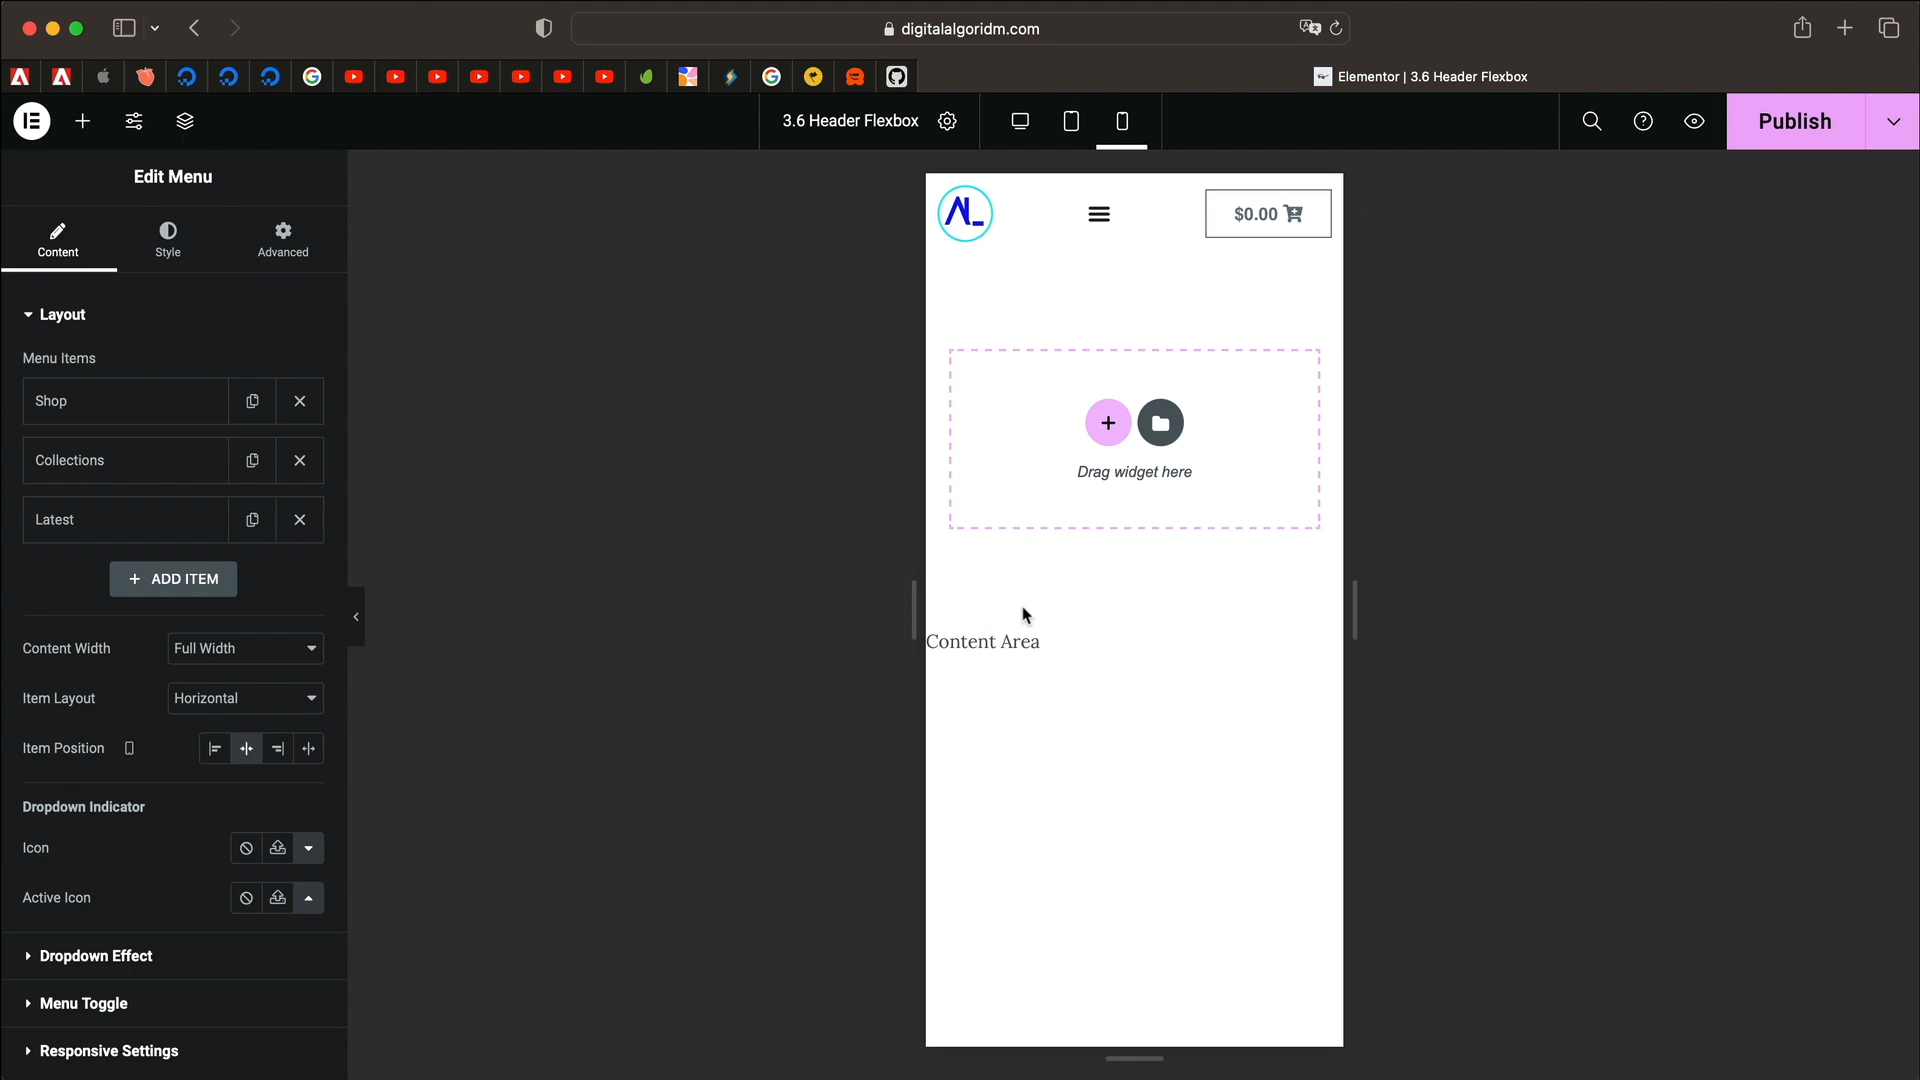 digitalalgoridm.com
Elementor | 3.6 Header Flexbox
3.6 Header Flexbox
Publish
Edit Menu
Content
Style
Advanced
Layout
Menu Items
Shop
Collections
Latest
+ ADD ITEM
Content Width
Full Width
Item Layout
Horizontal
Item Position
Dropdown Indicator
Icon
Active Icon
Dropdown Effect
Menu Toggle
Responsive Settings
AL_
$0.00
Drag widget here
Content Area